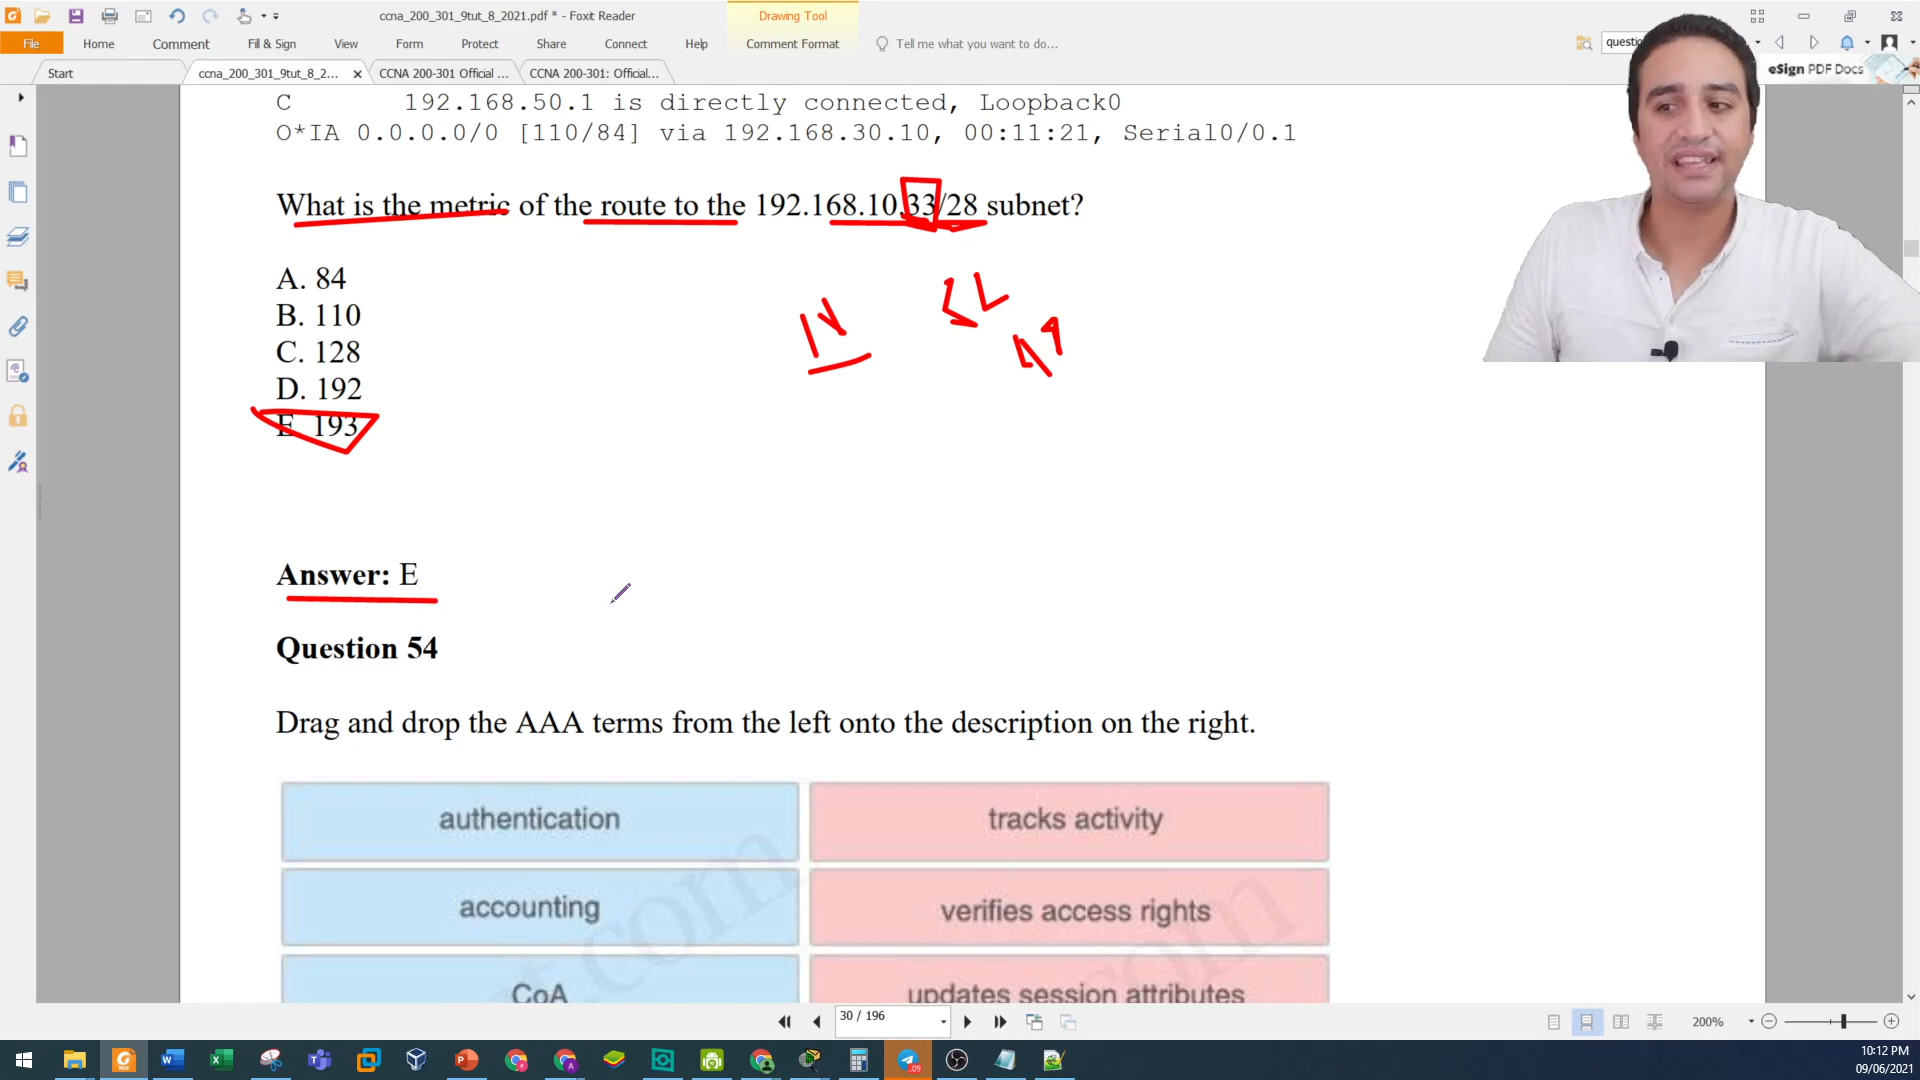 ccna_200_301_9tut_8_2021.pdf * - Foxit Reader
Drawing Tool
File
Home
Comment
Fill & Sign
View
Form
Protect
Share
Connect
Help
Comment Format
Tell me what you want to do...
Start
ccna_200_301_9tut_8_2...
CCNA 200-301 Official ...
CCNA 200-301: Official...
eSign PDF Docs
C 192.168.50.1 is directly connected, Loopback0
O*IA 0.0.0.0/0 [110/84] via 192.168.30.10, 00:11:21, Serial0/0.1
What is the metric of the route to the 192.168.10.33/28 subnet?
A. 84
B. 110
C. 128
D. 192
E. 193
Answer: E
Question 54
Drag and drop the AAA terms from the left onto the description on the right.
authentication
tracks activity
accounting
verifies access rights
CoA
updates session attributes
30 / 196
200%
10:12 PM
09/06/2021